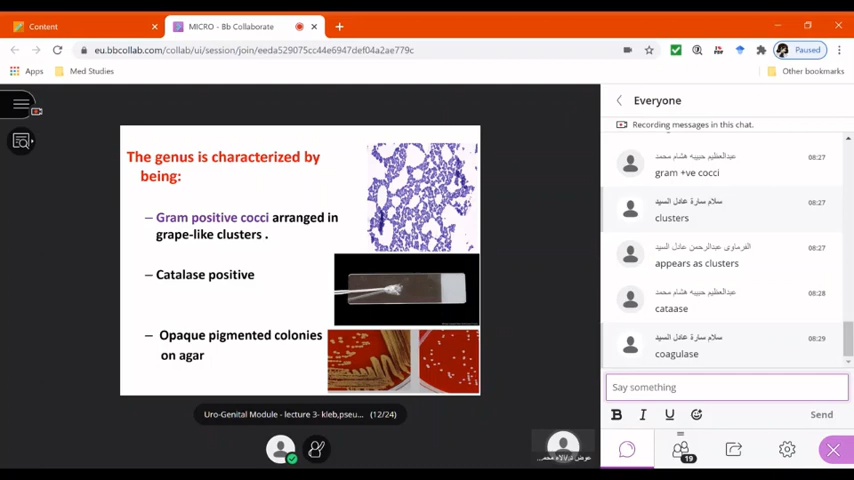 Content
MICRO - Bb Collaborate
eu.bbcollab.com/collab/ui/session/join/eeda529075cc44e6947def04a2ae779c
Paused
Apps
Med Studies
Other bookmarks
The genus is characterized by
being:
– Gram positive cocci arranged in
grape-like clusters .
– Catalase positive
– Opaque pigmented colonies
on agar
Uro-Genital Module - lecture 3- kleb,pseu... (12/24)
Everyone
Recording messages in this chat.
عبدالعظيم حبيبه هشام محمد
08:27
gram +ve cocci
سلام سارة عادل السيد
08:27
clusters
الفرماوى عبدالرحمن عادل السيد
08:27
appears as clusters
عبدالعظيم حبيبه هشام محمد
08:28
cataase
سلام سارة عادل السيد
08:29
coagulase
Say something
Send
19